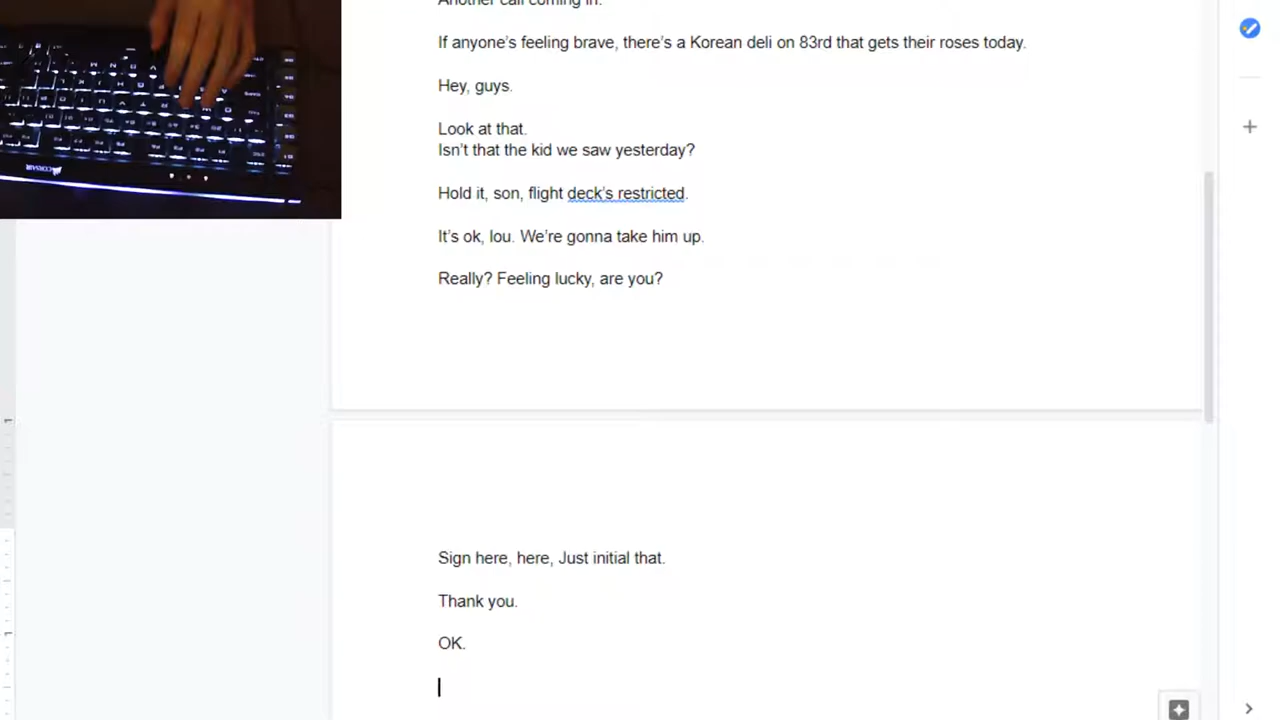 Another call coming in.
If anyone's feeling brave, there's a Korean deli on 83rd that gets their roses today.
Hey, guys.
Look at that.
Isn't that the kid we saw yesterday?
Hold it, son, flight deck's restricted.
It's ok, lou. We're gonna take him up.
Really? Feeling lucky, are you?
Sign here, here, Just initial that.
Thank you.
OK.
CORSAIR